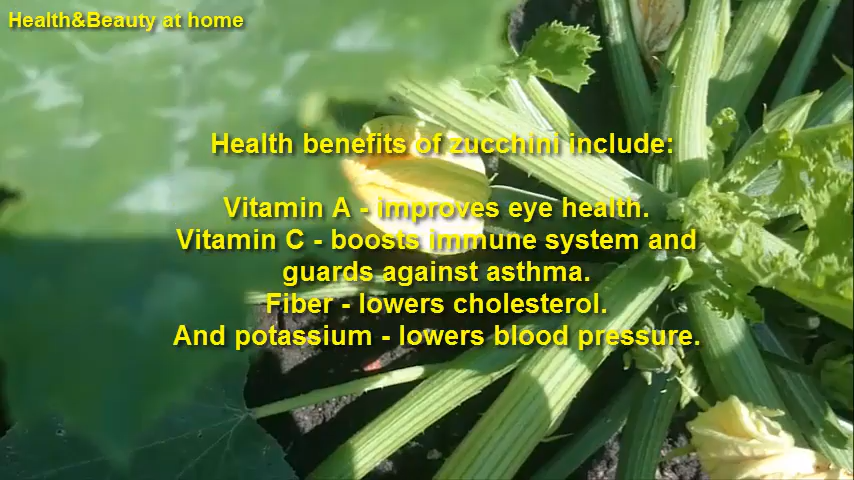 Health&Beauty at home
Health benefits of zucchini include:
Vitamin A - improves eye health.
Vitamin C - boosts immune system and
guards against asthma.
Fiber - lowers cholesterol.
And potassium - lowers blood pressure.